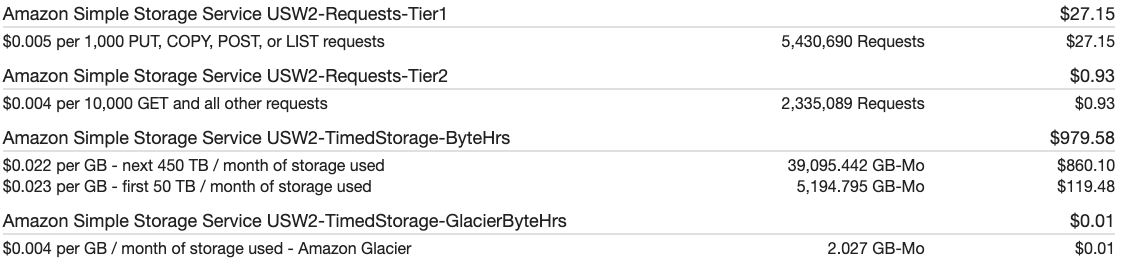 Amazon Simple Storage Service USW2-Requests-Tier1 $27.15
$0.005 per 1,000 PUT, COPY, POST, or LIST requests 5,430,690 Requests $27.15
Amazon Simple Storage Service USW2-Requests-Tier2 $0.93
$0.004 per 10,000 GET and all other requests 2,335,089 Requests $0.93
Amazon Simple Storage Service USW2-TimedStorage-ByteHrs $979.58
$0.022 per GB - next 450 TB / month of storage used 39,095.442 GB-Mo $860.10
$0.023 per GB - first 50 TB / month of storage used 5,194.795 GB-Mo $119.48
Amazon Simple Storage Service USW2-TimedStorage-GlacierByteHrs $0.01
$0.004 per GB / month of storage used - Amazon Glacier 2.027 GB-Mo $0.01